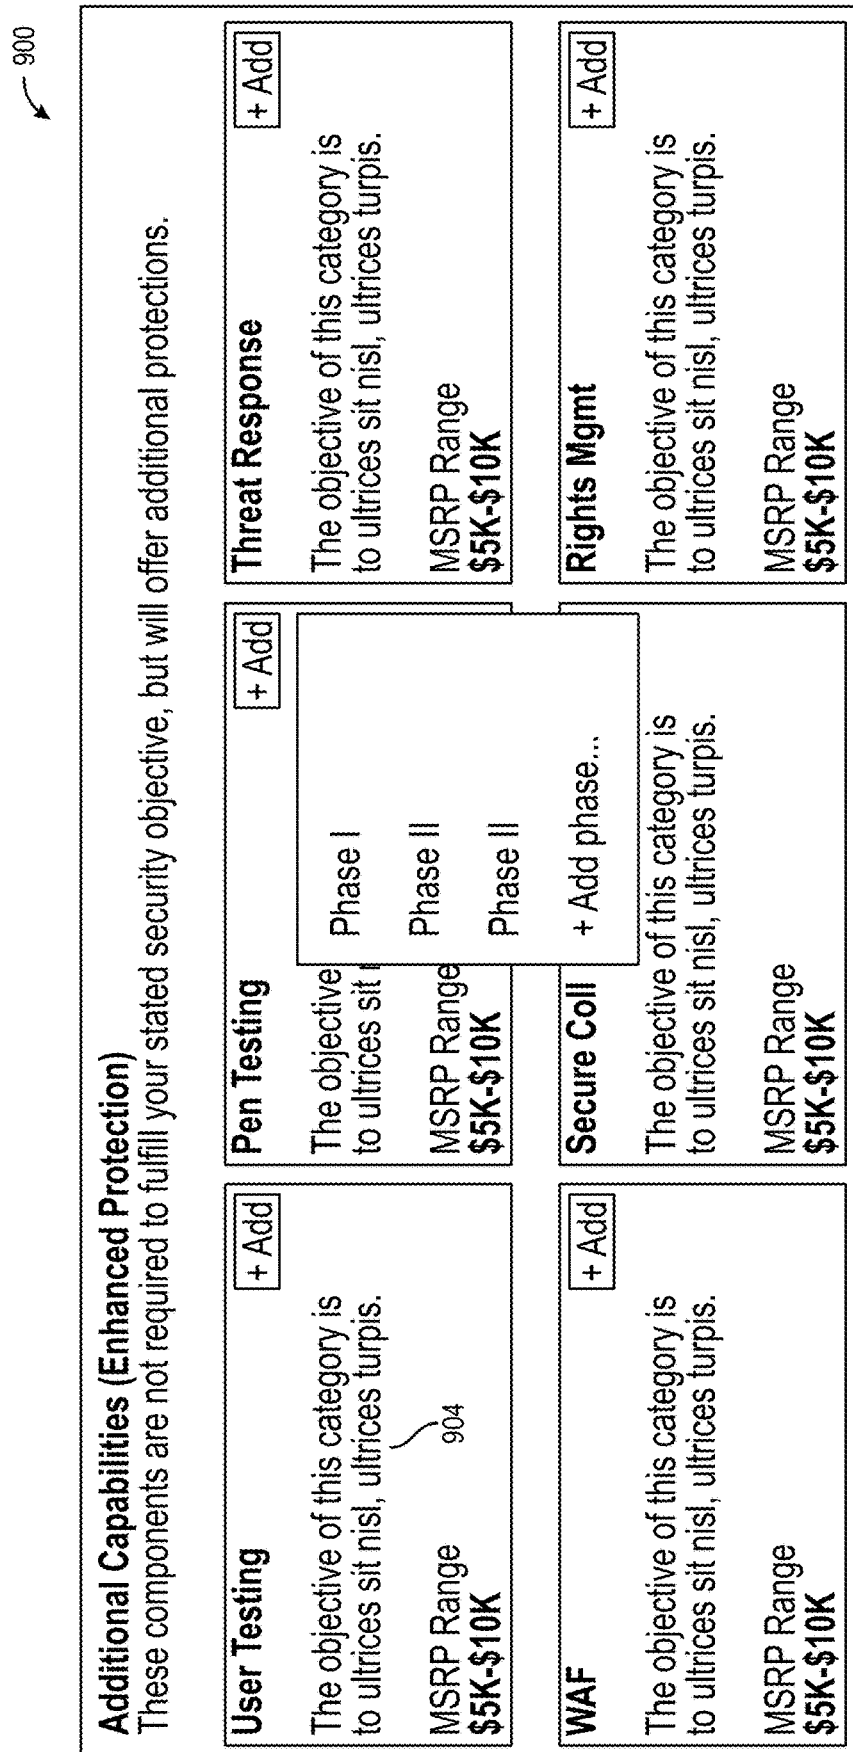 900
Additional Capabilities (Enhanced Protection)
These components are not required to fulfill your stated security objective, but will offer additional protections.
User Testing
+ Add
The objective of this category is
to ultrices sit nisl, ultrices turpis.
904
MSRP Range
$5K-$10K
Pen Testing
+ Add
The objective
to ultrices sit
MSRP Range
$5K-$10K
Phase I
Phase II
Phase II
+ Add phase...
Threat Response
+ Add
The objective of this category is
to ultrices sit nisl, ultrices turpis.
MSRP Range
$5K-$10K
WAF
+ Add
The objective of this category is
to ultrices sit nisl, ultrices turpis.
MSRP Range
$5K-$10K
Secure Coll
The objective of this category is
to ultrices sit nisl, ultrices turpis.
MSRP Range
$5K-$10K
Rights Mgmt
+ Add
The objective of this category is
to ultrices sit nisl, ultrices turpis.
MSRP Range
$5K-$10K